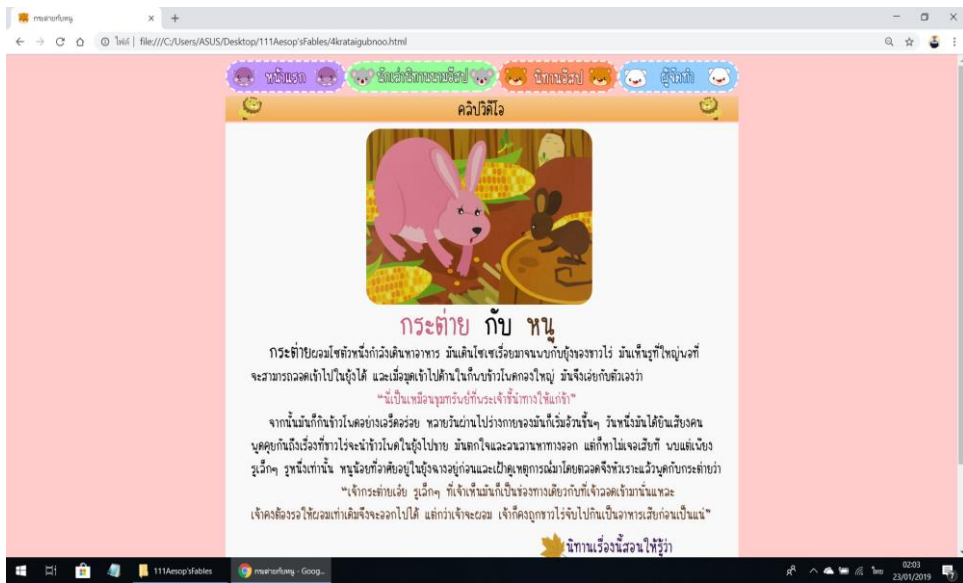 กระต่ายกับหนู
ไฟล์ | file:///C:/Users/ASUS/Desktop/111Aesop'sFables/4krataigubnoo.html
หน้าแรก นักเล่านิทานนามอีสป นิทานอีสป ผู้จัดทำ
คลิปวิดีโอ
กระต่าย กับ หนู
กระต่ายผอมโซตัวหนึ่งกำลังเดินหาอาหาร มันเดินโซเซเรื่อยมาจนพบกับยุ้งของชาวไร่ มันเห็นรูที่ใหญ่พอที่
จะสามารถลอดเข้าไปในยุ้งได้ และเมื่อมุดเข้าไปด้านในก็พบข้าวโพดกองใหญ่ มันจึงเอ่ยกับตัวเองว่า
"นี่เป็นเหมือนขุมทรัพย์ที่พระเจ้าชี้นำทางให้แก่ข้า"
จากนั้นมันก็กินข้าวโพดอย่างเอร็ดอร่อย หลายวันผ่านไปร่างกายของมันก็เริ่มอ้วนขึ้นๆ วันหนึ่งมันได้ยินเสียงคน
พูดคุยกันถึงเรื่องที่ชาวไร่จะนำข้าวโพดในยุ้งไปขาย มันตกใจและลนลานหาทางออก แต่ก็หาไม่เจอเสียที พบแต่เพียง
รูเล็กๆ รูหนึ่งเท่านั้น หนูน้อยที่อาศัยอยู่ในยุ้งฉางอยู่ก่อนและเฝ้าดูเหตุการณ์มาโดยตลอดจึงหัวเราะแล้วพูดกับกระต่ายว่า
"เจ้ากระต่ายเอ๋ย รูเล็กๆ ที่เจ้าเห็นมันก็เป็นช่องทางเดียวกับที่เจ้าลอดเข้ามานั่นแหละ
เจ้าคงต้องรอให้ผอมเท่าเดิมจึงจะออกไปได้ แต่กว่าเจ้าจะผอม เจ้าก็คงถูกชาวไร่จับไปกินเป็นอาหารเสียก่อนเป็นแน่"
นิทานเรื่องนี้สอนให้รู้ว่า
111Aesop'sFables กระต่ายกับหนู - Goog... ไทย 02:03
23/01/2019